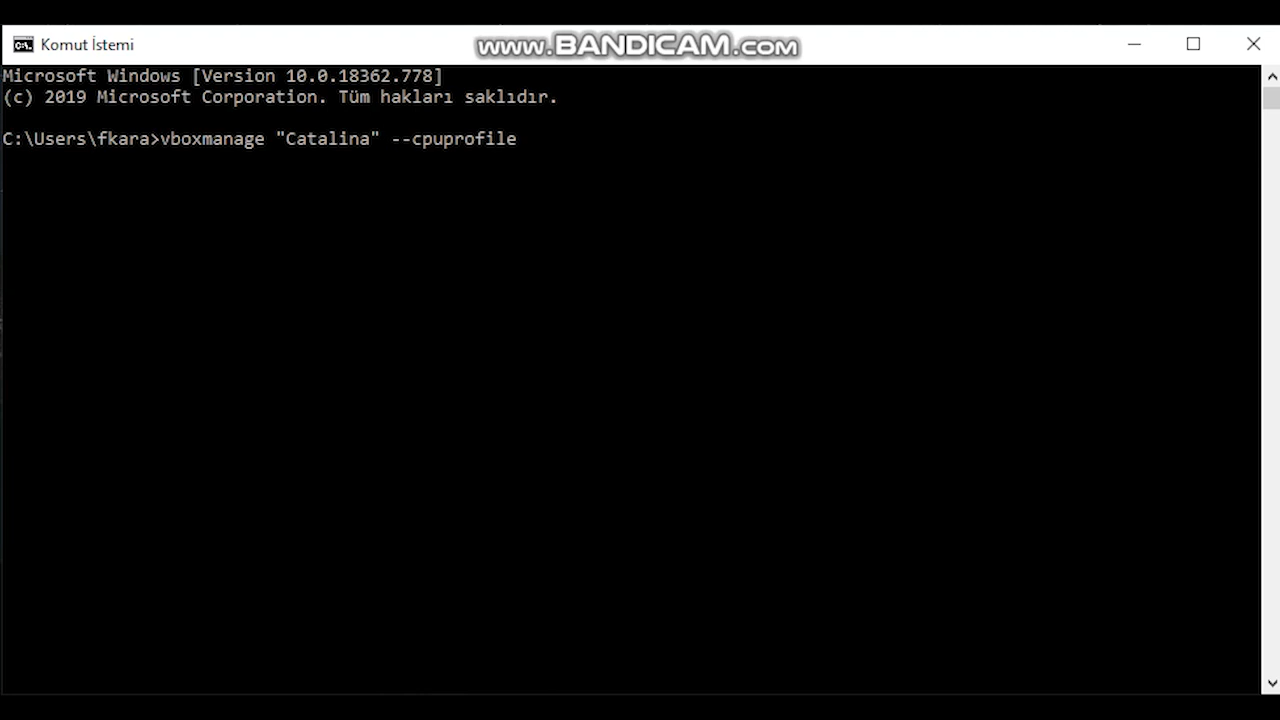 Komut İstemi
www.BANDICAM.com
Microsoft Windows [Version 10.0.18362.778]
(c) 2019 Microsoft Corporation. Tüm hakları saklıdır.
C:\Users\fkara>vboxmanage "Catalina" --cpuprofile